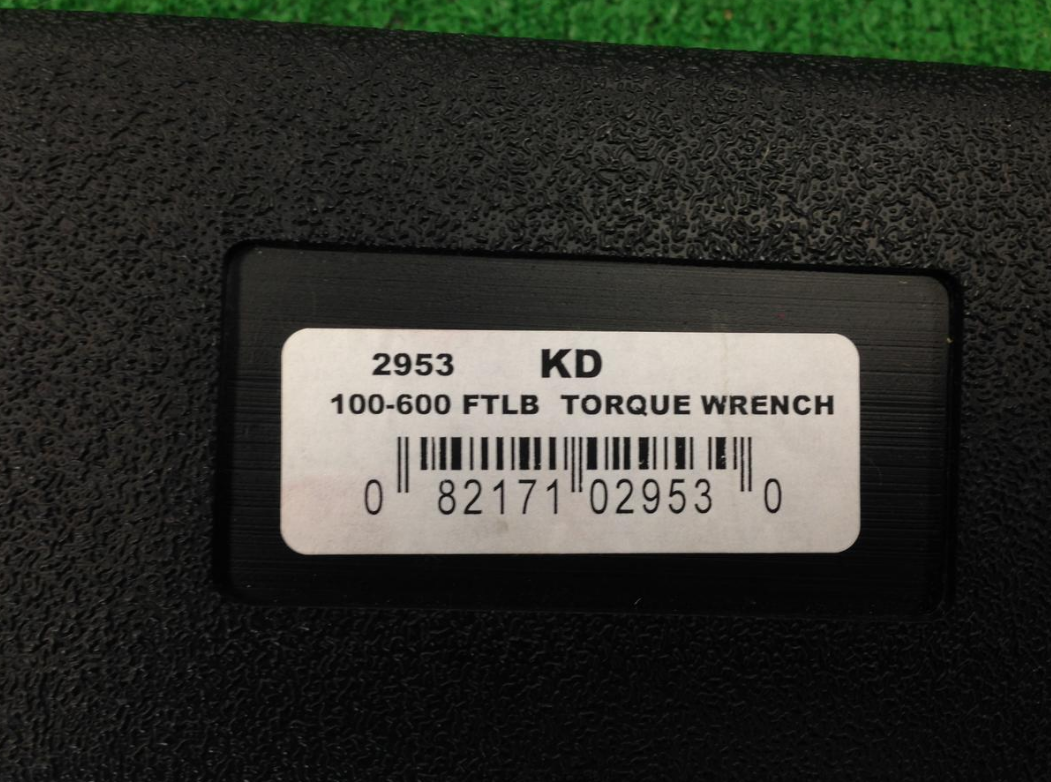 2953 KD
100-600 FTLB TORQUE WRENCH
0 82171 02953 0